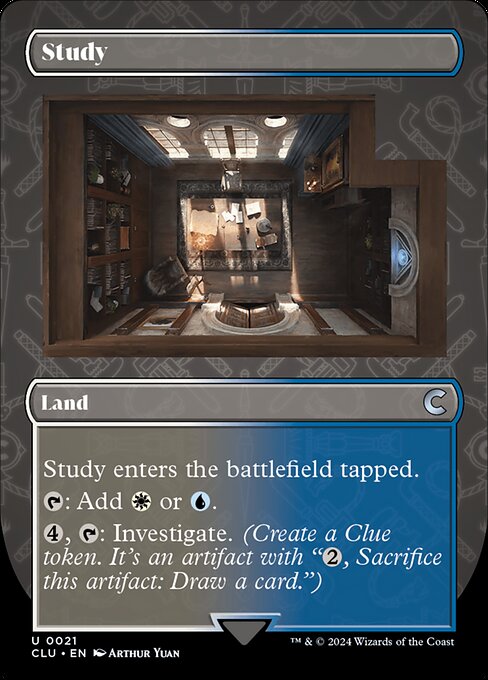 Study
Land
Study enters the battlefield tapped.
: Add or .
4, : Investigate. (Create a Clue
token. It's an artifact with “2, Sacrifice
this artifact: Draw a card.”)
U 0021
CLU • EN Arthur Yuan
™ & © 2024 Wizards of the Coast